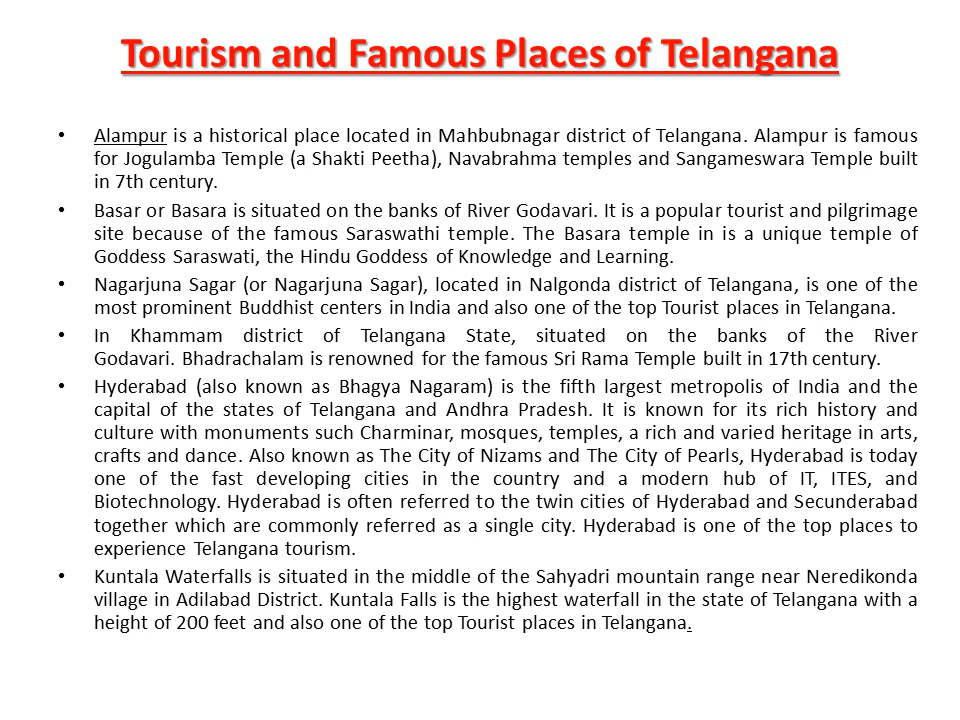 Tourism and Famous Places of Telangana
• Alampur is a historical place located in Mahbubnagar district of Telangana. Alampur is famous
for Jogulamba Temple (a Shakti Peetha), Navabrahma temples and Sangameswara Temple built
in 7th century.
• Basar or Basara is situated on the banks of River Godavari. It is a popular tourist and pilgrimage
site because of the famous Saraswathi temple. The Basara temple in is a unique temple of
Goddess Saraswati, the Hindu Goddess of Knowledge and Learning.
• Nagarjuna Sagar (or Nagarjuna Sagar), located in Nalgonda district of Telangana, is one of the
most prominent Buddhist centers in India and also one of the top Tourist places in Telangana.
• In Khammam district of Telangana State, situated on the banks of the River
Godavari. Bhadrachalam is renowned for the famous Sri Rama Temple built in 17th century.
• Hyderabad (also known as Bhagya Nagaram) is the fifth largest metropolis of India and the
capital of the states of Telangana and Andhra Pradesh. It is known for its rich history and
culture with monuments such Charminar, mosques, temples, a rich and varied heritage in arts,
crafts and dance. Also known as The City of Nizams and The City of Pearls, Hyderabad is today
one of the fast developing cities in the country and a modern hub of IT, ITES, and
Biotechnology. Hyderabad is often referred to the twin cities of Hyderabad and Secunderabad
together which are commonly referred as a single city. Hyderabad is one of the top places to
experience Telangana tourism.
• Kuntala Waterfalls is situated in the middle of the Sahyadri mountain range near Neredikonda
village in Adilabad District. Kuntala Falls is the highest waterfall in the state of Telangana with a
height of 200 feet and also one of the top Tourist places in Telangana.